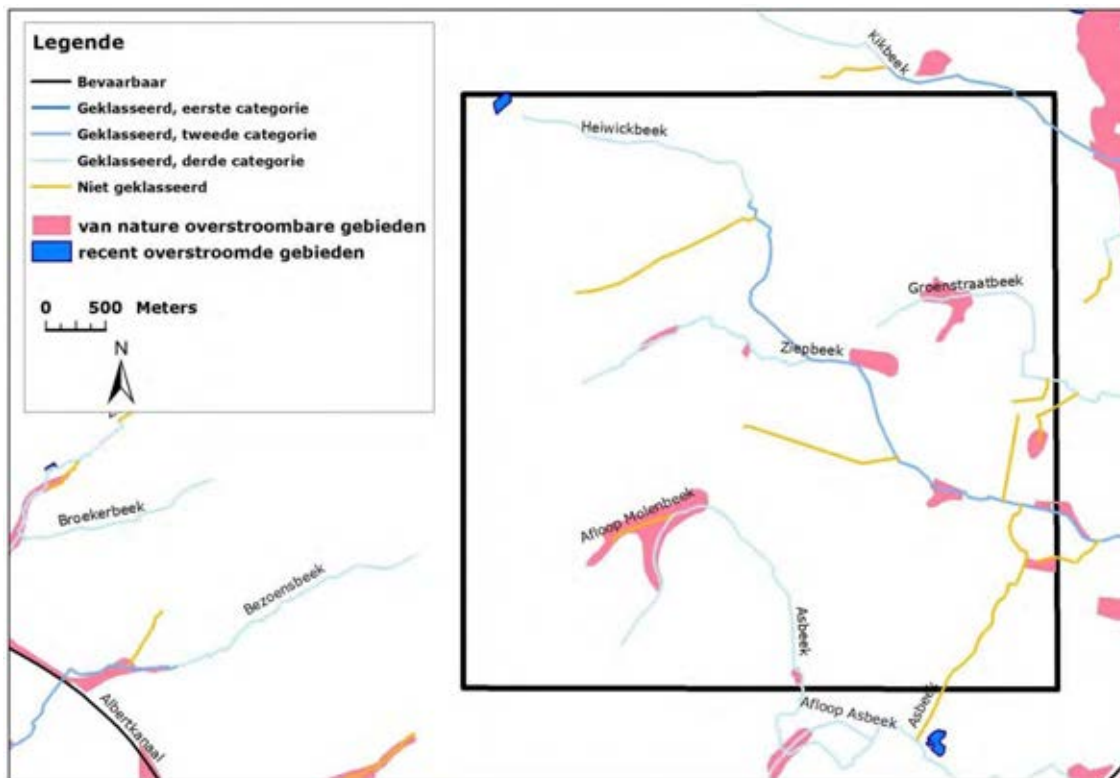 Legende
Bevaarbaar
Geklasseerd, eerste categorie
Geklasseerd, tweede categorie
Geklasseerd, derde categorie
Niet geklasseerd
van nature overstroombare gebieden
recent overstroomde gebieden
0 500 Meters
N
Kikbeek
Heiwickbeek
Groenstraatbeek
Ziepbeek
Afloop Molenbeek
Broekerbeek
Bezoensbeek
Asbeek
Albertkanaal
Afloop Asbeek
Asbeek